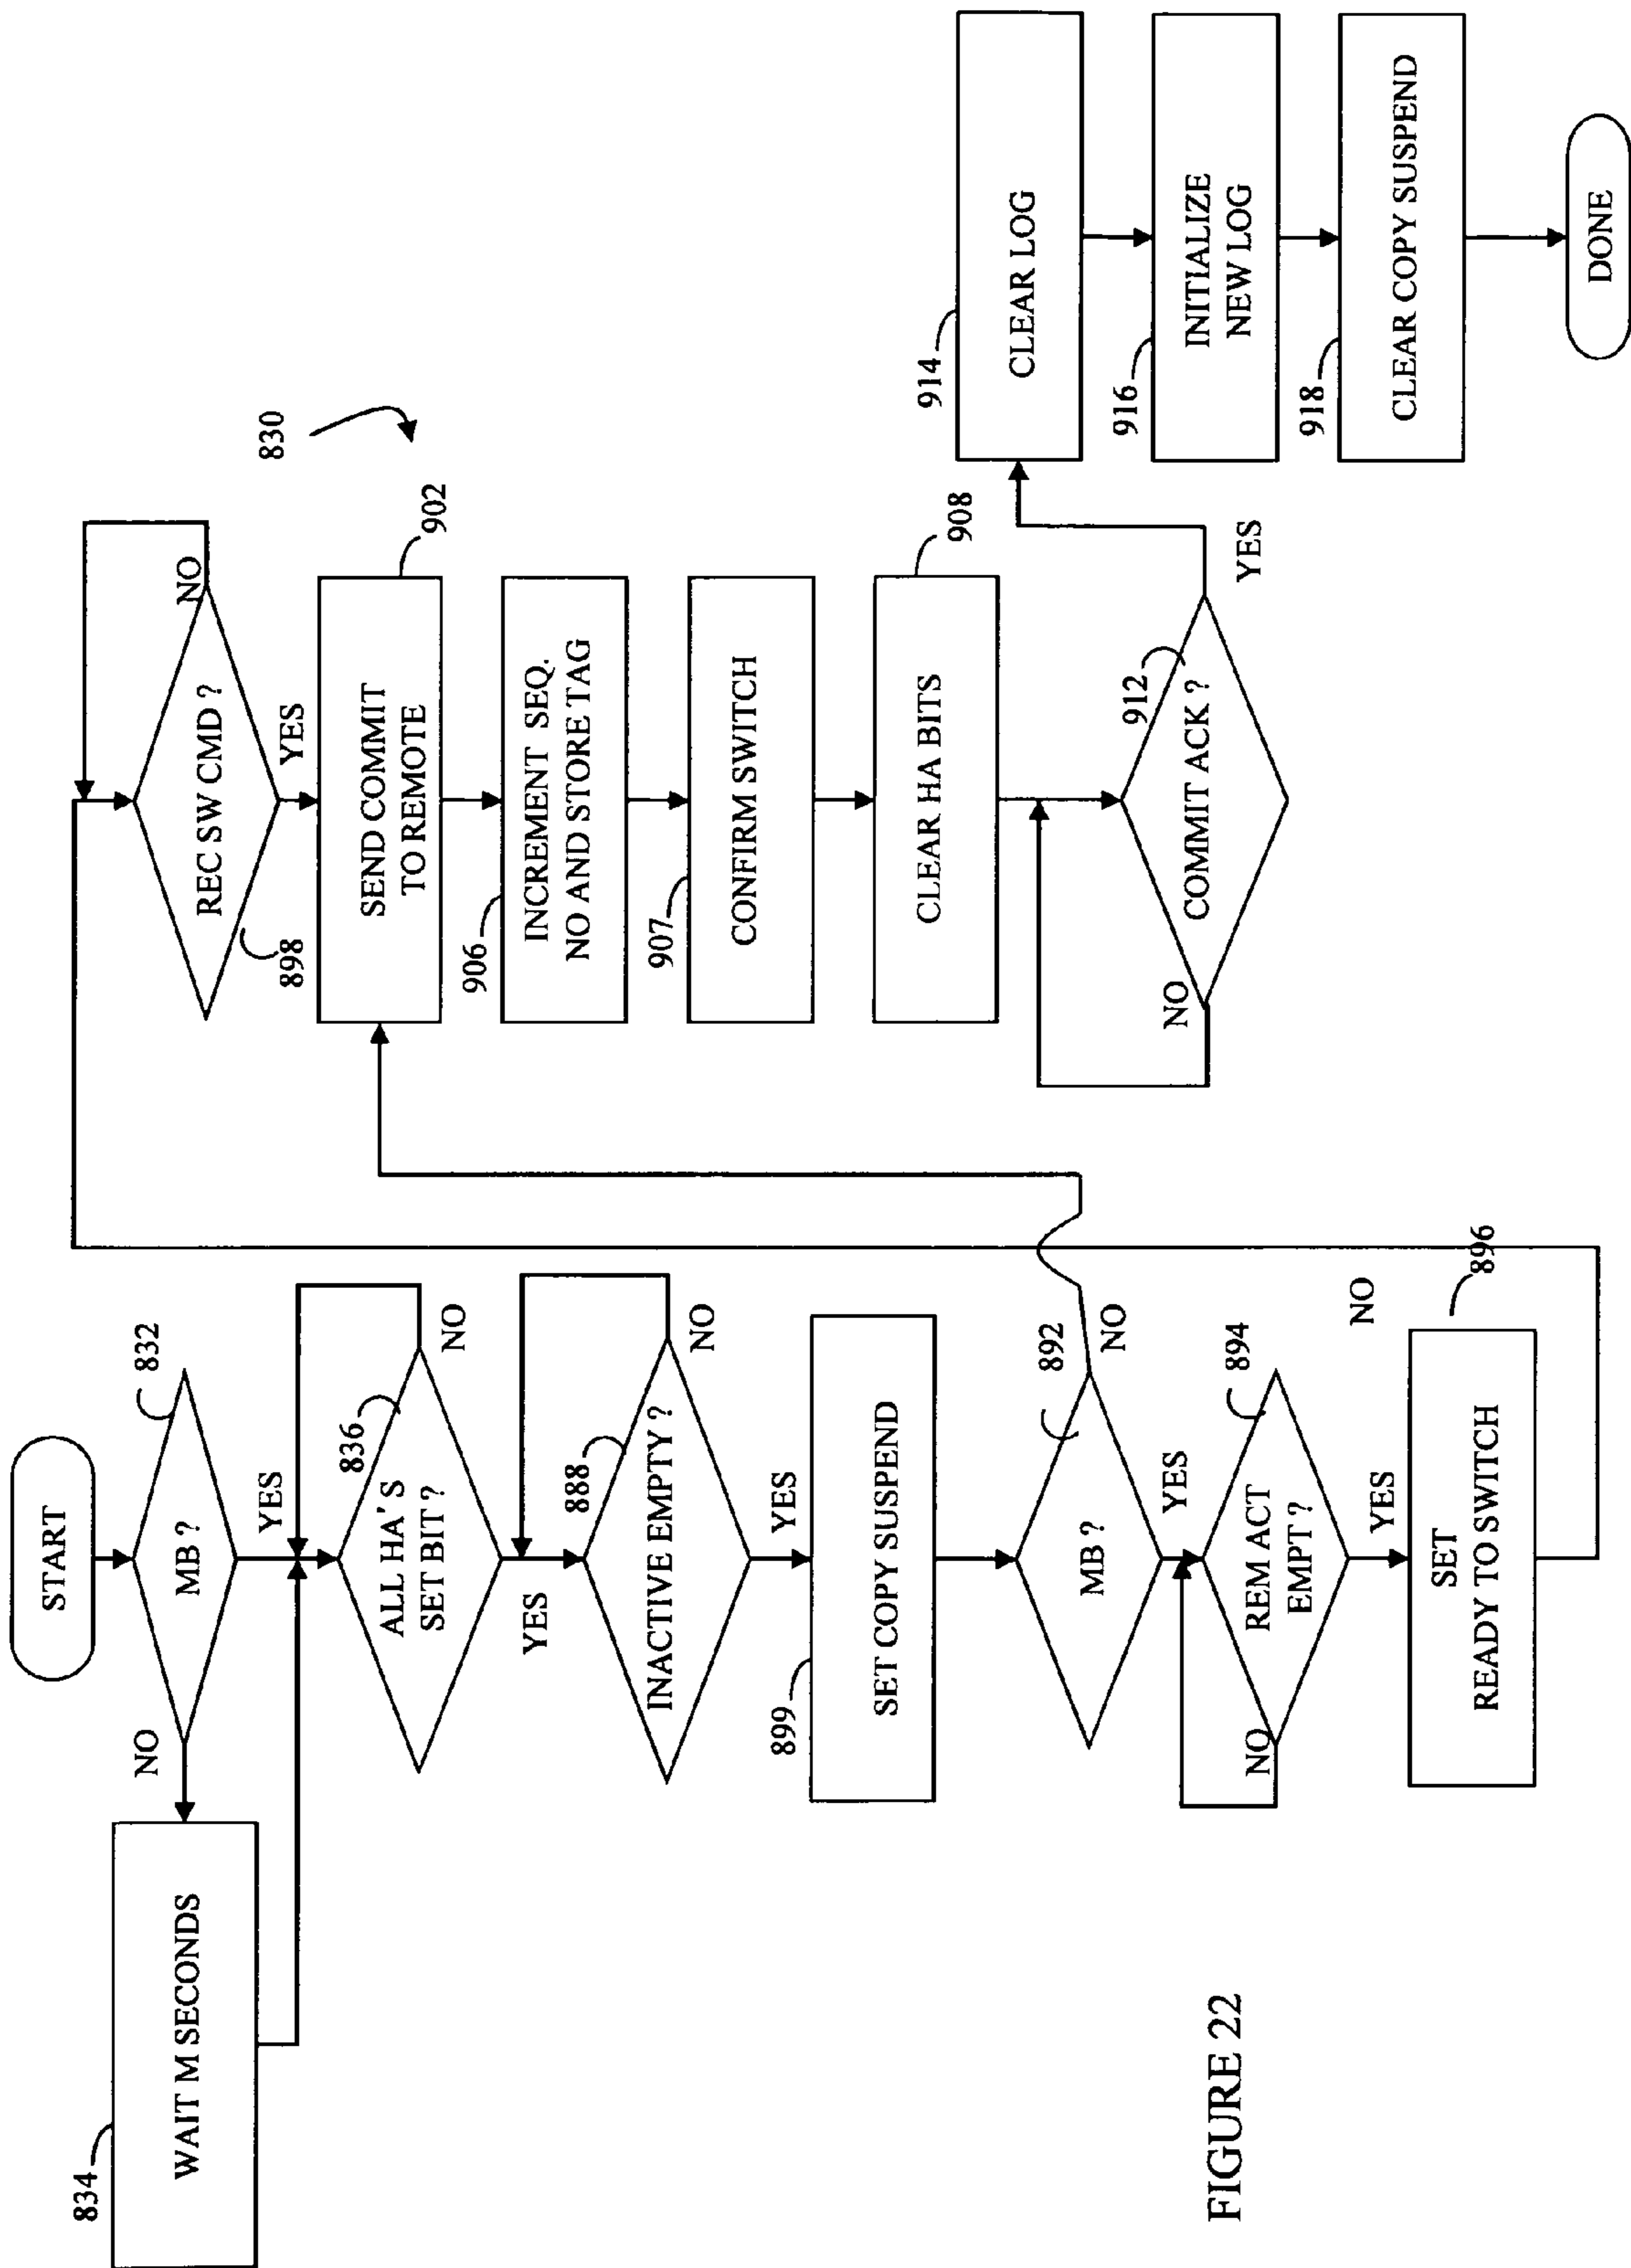 START
832
MB ?
NO
YES
834
WAIT M SECONDS
836
ALL HA'S
SET BIT ?
NO
YES
888
INACTIVE EMPTY ?
NO
YES
899
SET COPY SUSPEND
892
MB ?
NO
YES
894
REM ACT
EMPT ?
NO
NO
YES
896
SET
READY TO SWITCH
REC SW CMD ?
NO
898
YES
902
SEND COMMIT
TO REMOTE
906
INCREMENT SEQ.
NO AND STORE TAG
907
CONFIRM SWITCH
908
CLEAR HA BITS
912
COMMIT ACK ?
NO
YES
830
914
CLEAR LOG
916
INITIALIZE
NEW LOG
918
CLEAR COPY SUSPEND
DONE
FIGURE 22